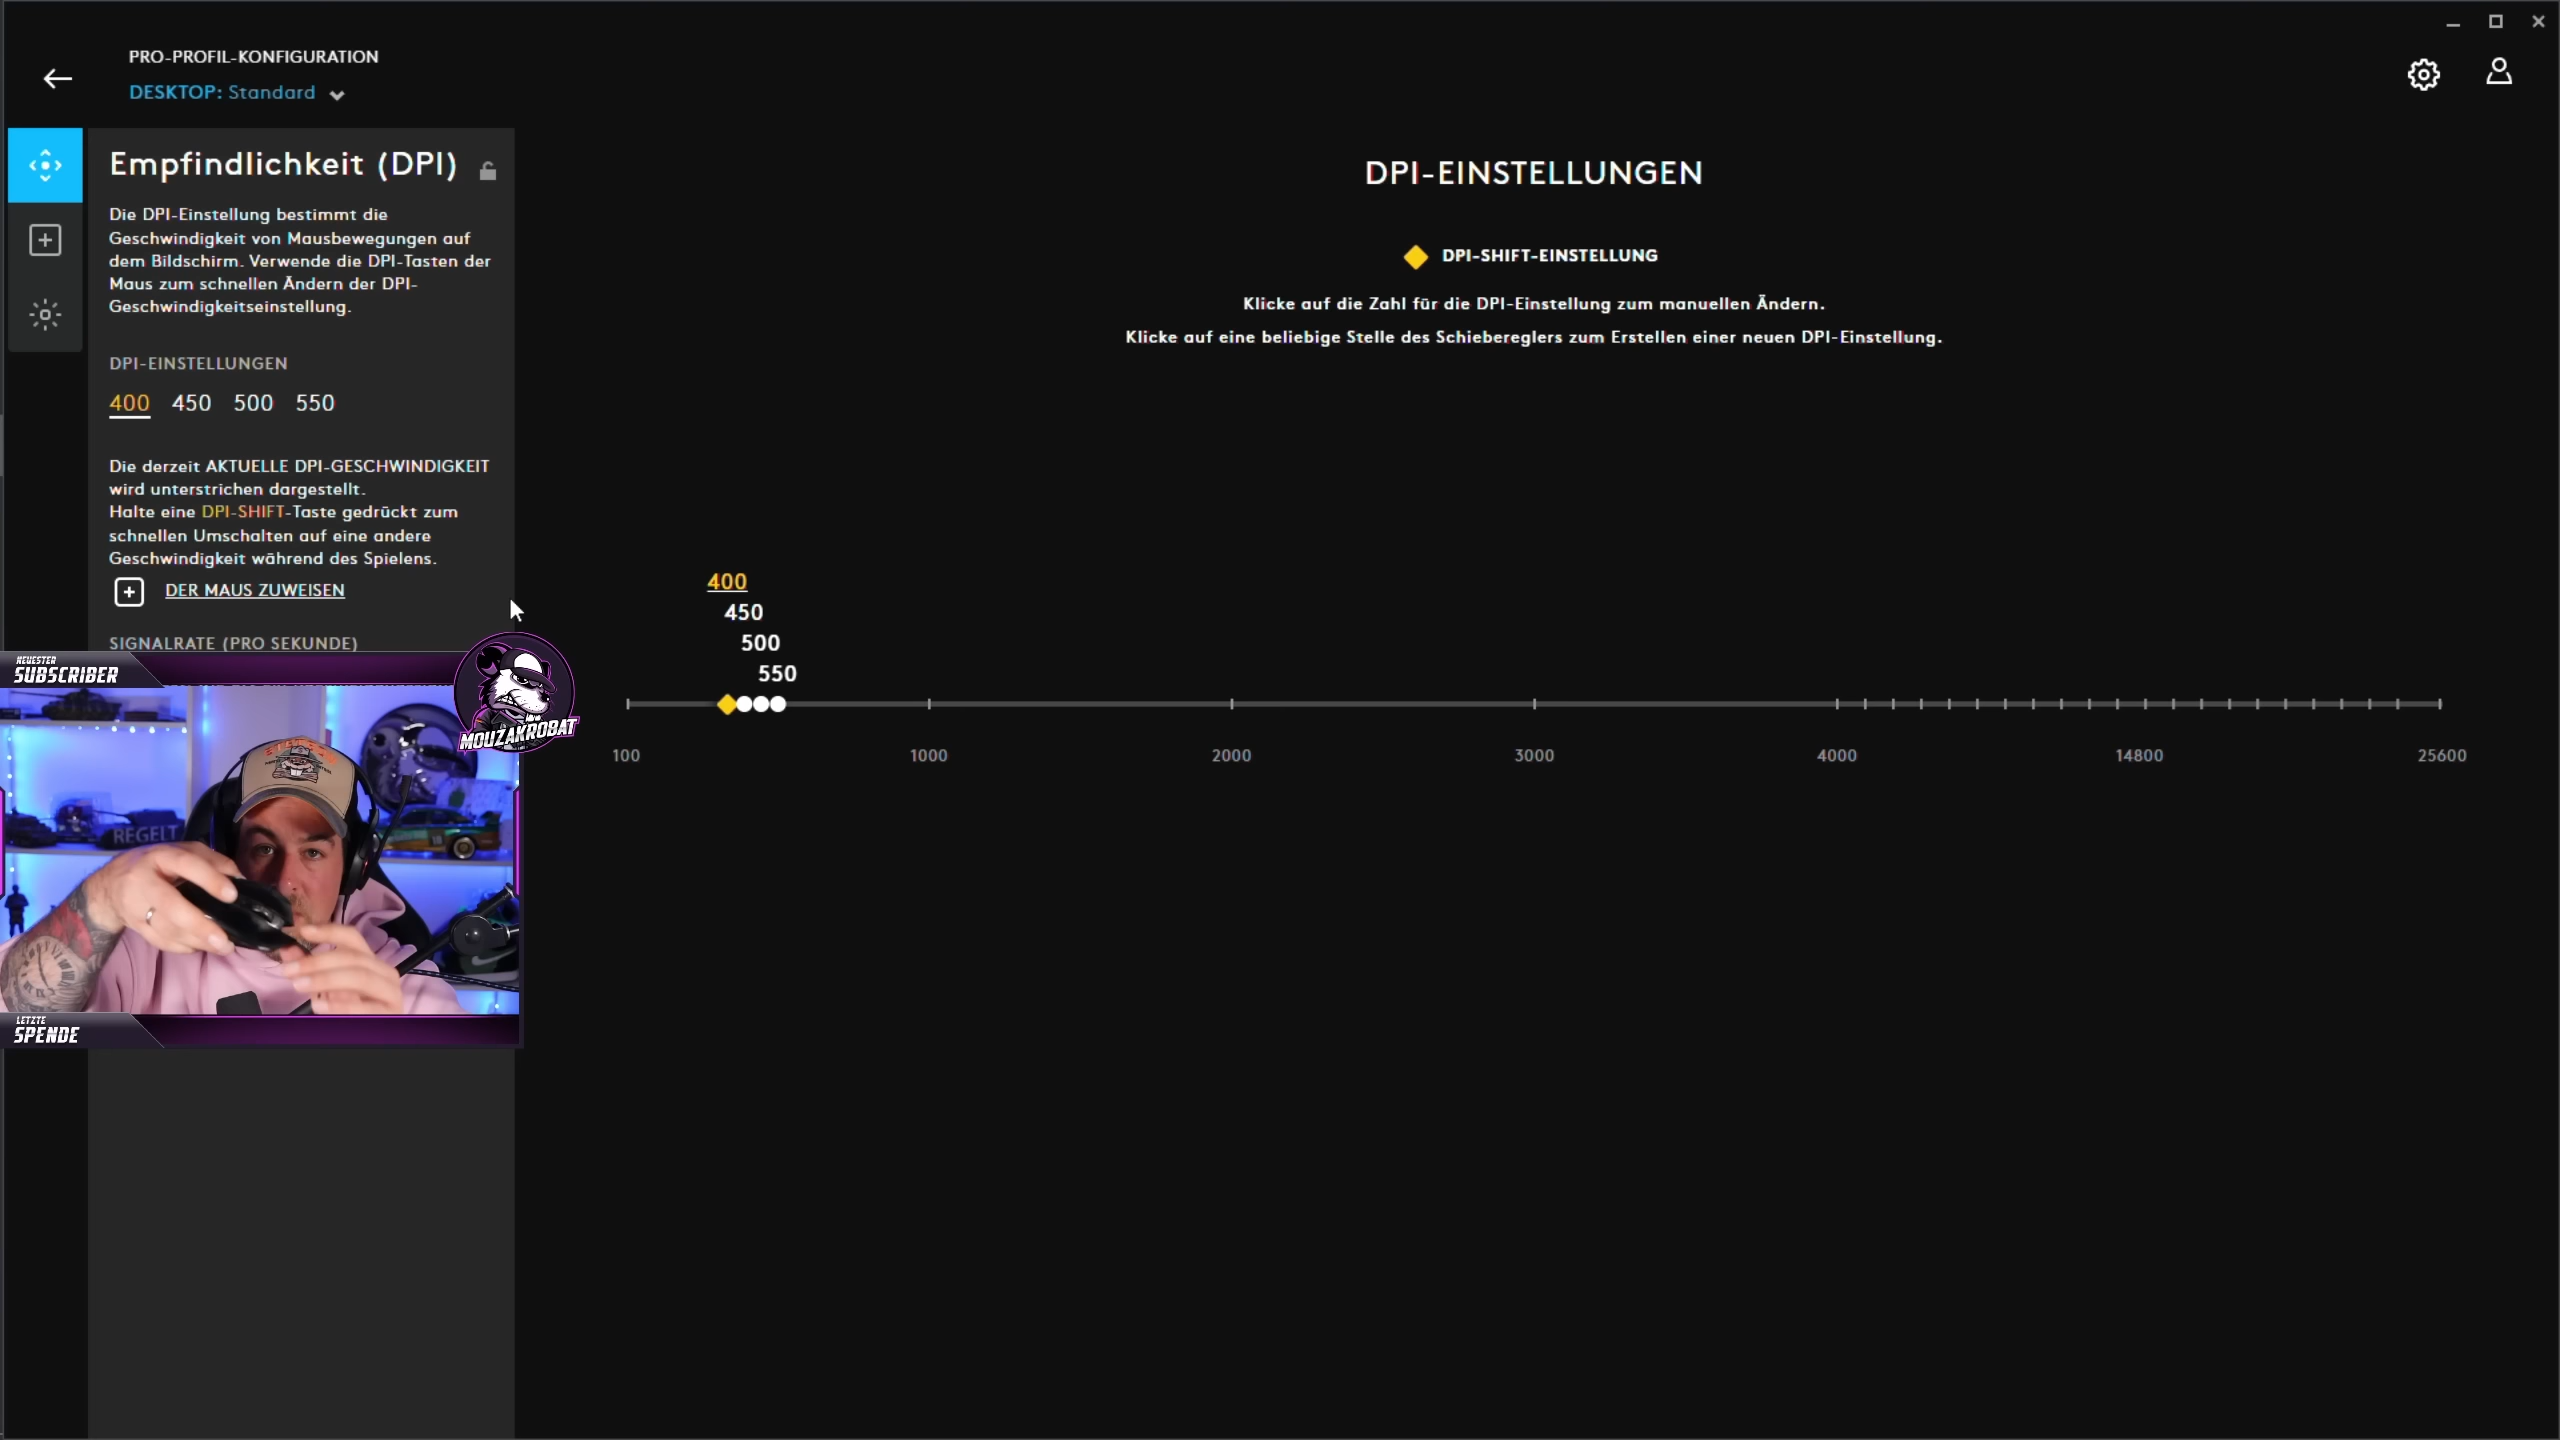 PRO-PROFIL-KONFIGURATION
DESKTOP: Standard
Empfindlichkeit (DPI)
Die DPI-Einstellung bestimmt die
Geschwindigkeit von Mausbewegungen auf
dem Bildschirm. Verwende die DPI-Tasten der
Maus zum schnellen Ändern der DPI-
Geschwindigkeitseinstellung.
DPI-EINSTELLUNGEN
400 450 500 550
Die derzeit AKTUELLE DPI-GESCHWINDIGKEIT
wird unterstrichen dargestellt.
Halte eine DPI-SHIFT-Taste gedrückt zum
schnellen Umschalten auf eine andere
Geschwindigkeit während des Spielens.
DER MAUS ZUWEISEN
SIGNALRATE (PRO SEKUNDE)
NEUESTER
SUBSCRIBER
MOUZAKROBAT
REGELT
LETZTE
SPENDE
DPI-EINSTELLUNGEN
DPI-SHIFT-EINSTELLUNG
Klicke auf die Zahl für die DPI-Einstellung zum manuellen Ändern.
Klicke auf eine beliebige Stelle des Schiebereglers zum Erstellen einer neuen DPI-Einstellung.
400
450
500
550
100 1000 2000 3000 4000 14800 25600